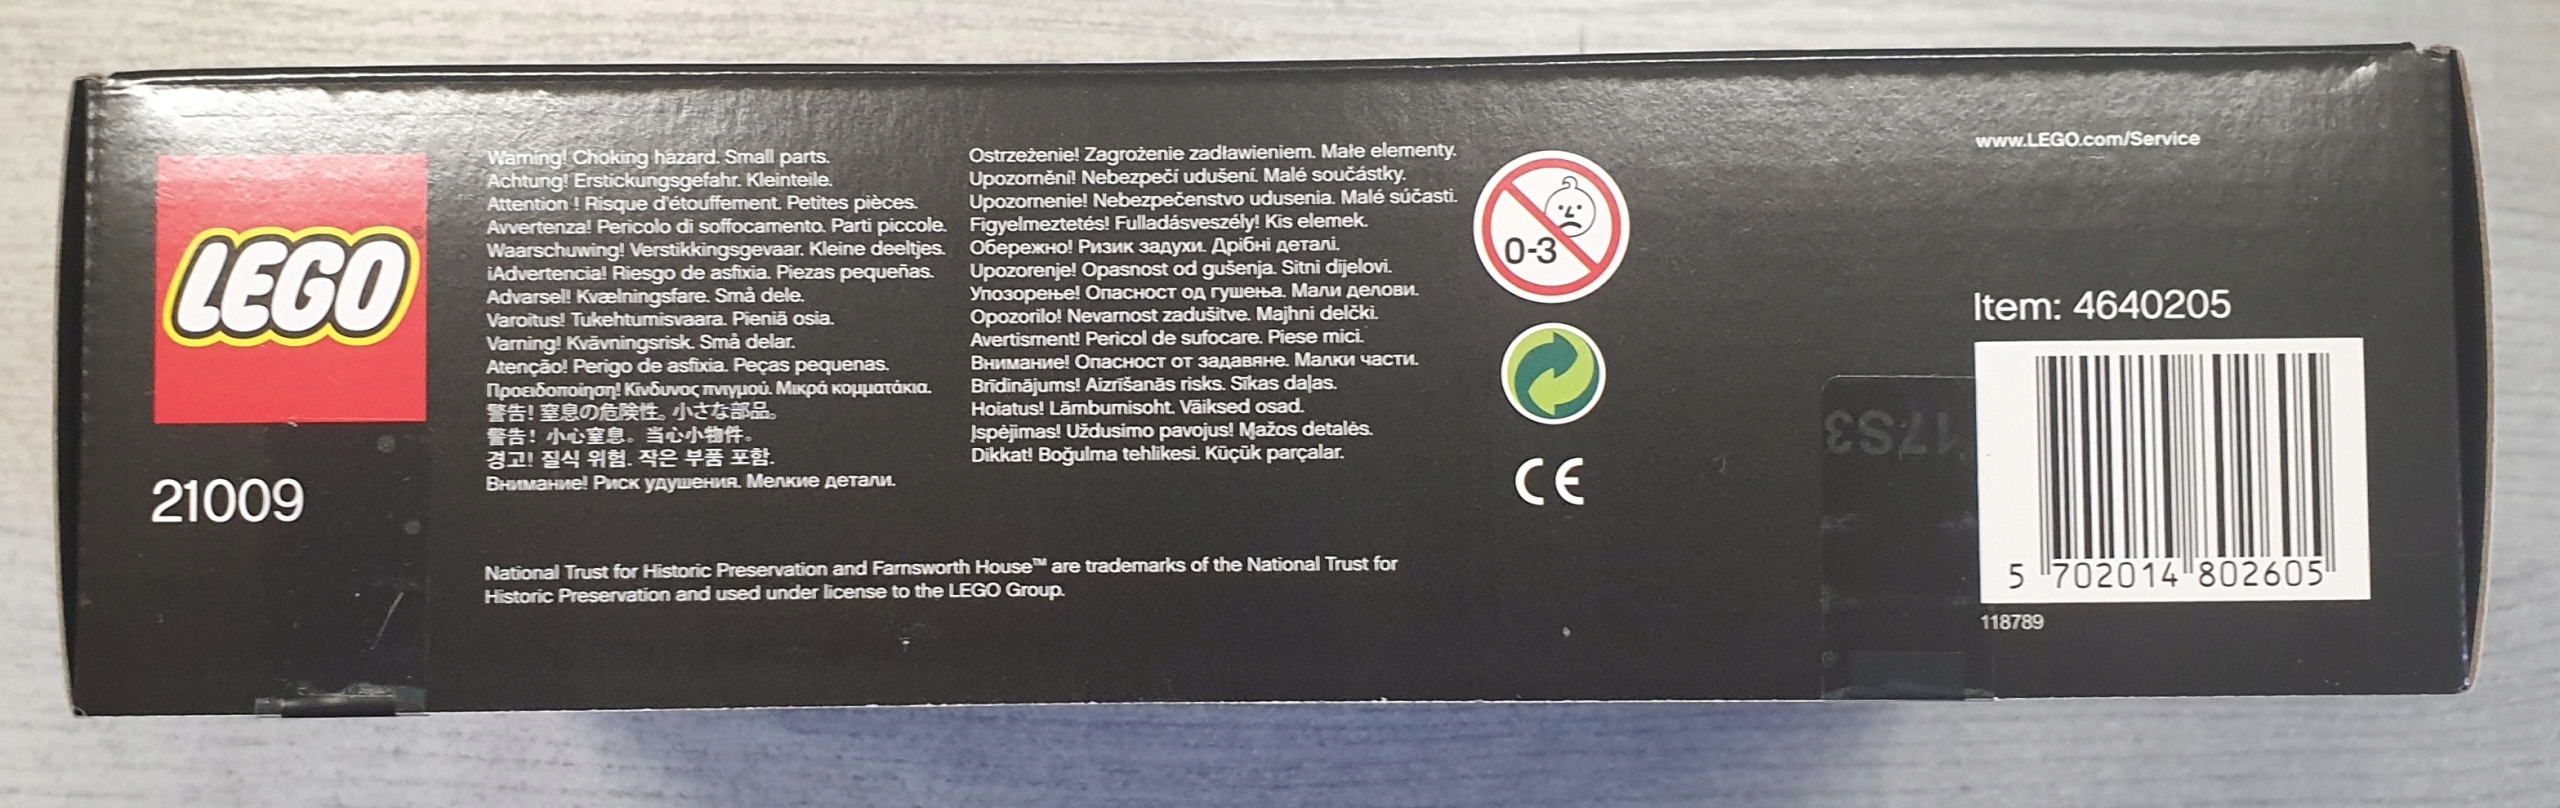 LEGO®
21009
Warning! Choking hazard. Small parts.
Achtung! Erstickungsgefahr. Kleinteile.
Attention ! Risque d'étouffement. Petites pièces.
Avvertenza! Pericolo di soffocamento. Parti piccole.
Waarschuwing! Verstikkingsgevaar. Kleine deeltjes.
¡Advertencia! Riesgo de asfixia. Piezas pequeñas.
Advarsel! Kvælningsfare. Små dele.
Varoitus! Tukehtumisvaara. Pieniä osia.
Varning! Kvävningsrisk. Små delar.
Atenção! Perigo de asfixia. Peças pequenas.
Προειδοποίηση! Κίνδυνος πνιγμού. Μικρά κομματάκια.
警告! 窒息の危険性。小さな部品。
警告! 小心窒息。当心小物件。
경고! 질식 위험. 작은 부품 포함.
Внимание! Риск удушения. Мелкие детали.
Ostrzeżenie! Zagrożenie zadławieniem. Małe elementy.
Upozornění! Nebezpečí udušení. Malé součástky.
Upozornenie! Nebezpečenstvo udusenia. Malé súčasti.
Figyelmeztetés! Fulladásveszély! Kis elemek.
Обережно! Ризик задухи. Дрібні деталі.
Upozorenje! Opasnost od gušenja. Sitni dijelovi.
Упозорење! Опасност од гушења. Мали делови.
Opozorilo! Nevarnost zadušitve. Majhni delčki.
Avertisment! Pericol de sufocare. Piese mici.
Внимание! Опасност от задавяне. Малки части.
Brīdinājums! Aizrīšanās risks. Sīkas daļas.
Hoiatus! Lämbumisoht. Väiksed osad.
Įspėjimas! Uždusimo pavojus! Mažos detalės.
Dikkat! Boğulma tehlikesi. Küçük parçalar.
National Trust for Historic Preservation and Farnsworth House™ are trademarks of the National Trust for
Historic Preservation and used under license to the LEGO Group.
0-3
CE
17S3
www.LEGO.com/Service
Item: 4640205
5 702014 802605
118789